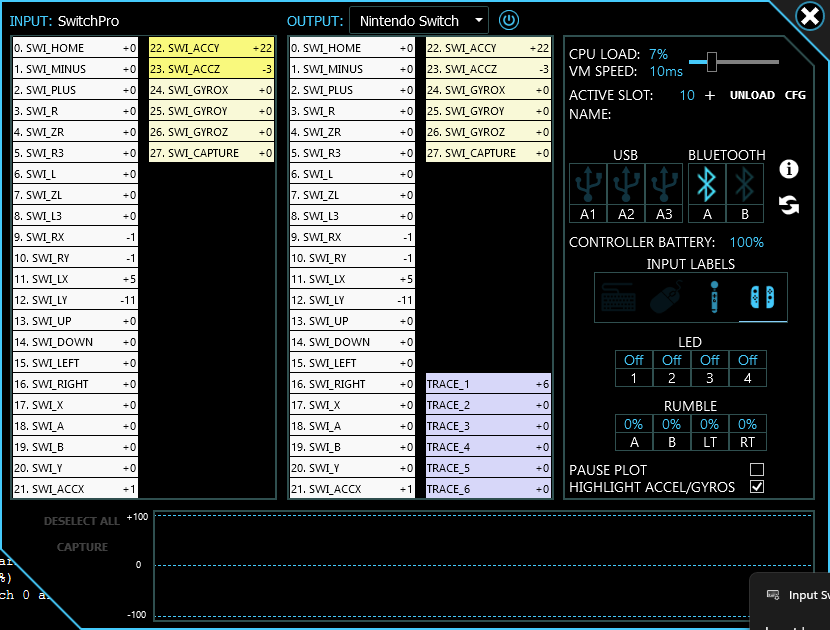 INPUT: SwitchPro
OUTPUT: Nintendo Switch
0. SWI_HOME +0
1. SWI_MINUS +0
2. SWI_PLUS +0
3. SWI_R +0
4. SWI_ZR +0
5. SWI_R3 +0
6. SWI_L +0
7. SWI_ZL +0
8. SWI_L3 +0
9. SWI_RX -1
10. SWI_RY -1
11. SWI_LX +5
12. SWI_LY -11
13. SWI_UP +0
14. SWI_DOWN +0
15. SWI_LEFT +0
16. SWI_RIGHT +0
17. SWI_X +0
18. SWI_A +0
19. SWI_B +0
20. SWI_Y +0
21. SWI_ACCX +1
22. SWI_ACCY +22
23. SWI_ACCZ -3
24. SWI_GYROX +0
25. SWI_GYROY +0
26. SWI_GYROZ +0
27. SWI_CAPTURE +0
0. SWI_HOME +0
1. SWI_MINUS +0
2. SWI_PLUS +0
3. SWI_R +0
4. SWI_ZR +0
5. SWI_R3 +0
6. SWI_L +0
7. SWI_ZL +0
8. SWI_L3 +0
9. SWI_RX -1
10. SWI_RY -1
11. SWI_LX +5
12. SWI_LY -11
13. SWI_UP +0
14. SWI_DOWN +0
15. SWI_LEFT +0
16. SWI_RIGHT +0
17. SWI_X +0
18. SWI_A +0
19. SWI_B +0
20. SWI_Y +0
21. SWI_ACCX +1
22. SWI_ACCY +22
23. SWI_ACCZ -3
24. SWI_GYROX +0
25. SWI_GYROY +0
26. SWI_GYROZ +0
27. SWI_CAPTURE +0
TRACE_1 +6
TRACE_2 +0
TRACE_3 +0
TRACE_4 +0
TRACE_5 +0
TRACE_6 +0
CPU LOAD: 7%
VM SPEED: 10ms
ACTIVE SLOT: 10 + UNLOAD CFG
NAME:
USB BLUETOOTH
A1 A2 A3 A B
CONTROLLER BATTERY: 100%
INPUT LABELS
LED
Off Off Off Off
1 2 3 4
RUMBLE
0% 0% 0% 0%
A B LT RT
PAUSE PLOT
HIGHLIGHT ACCEL/GYROS
DESELECT ALL
CAPTURE
+100
0
-100
%)
ch 0 a
Input Sw